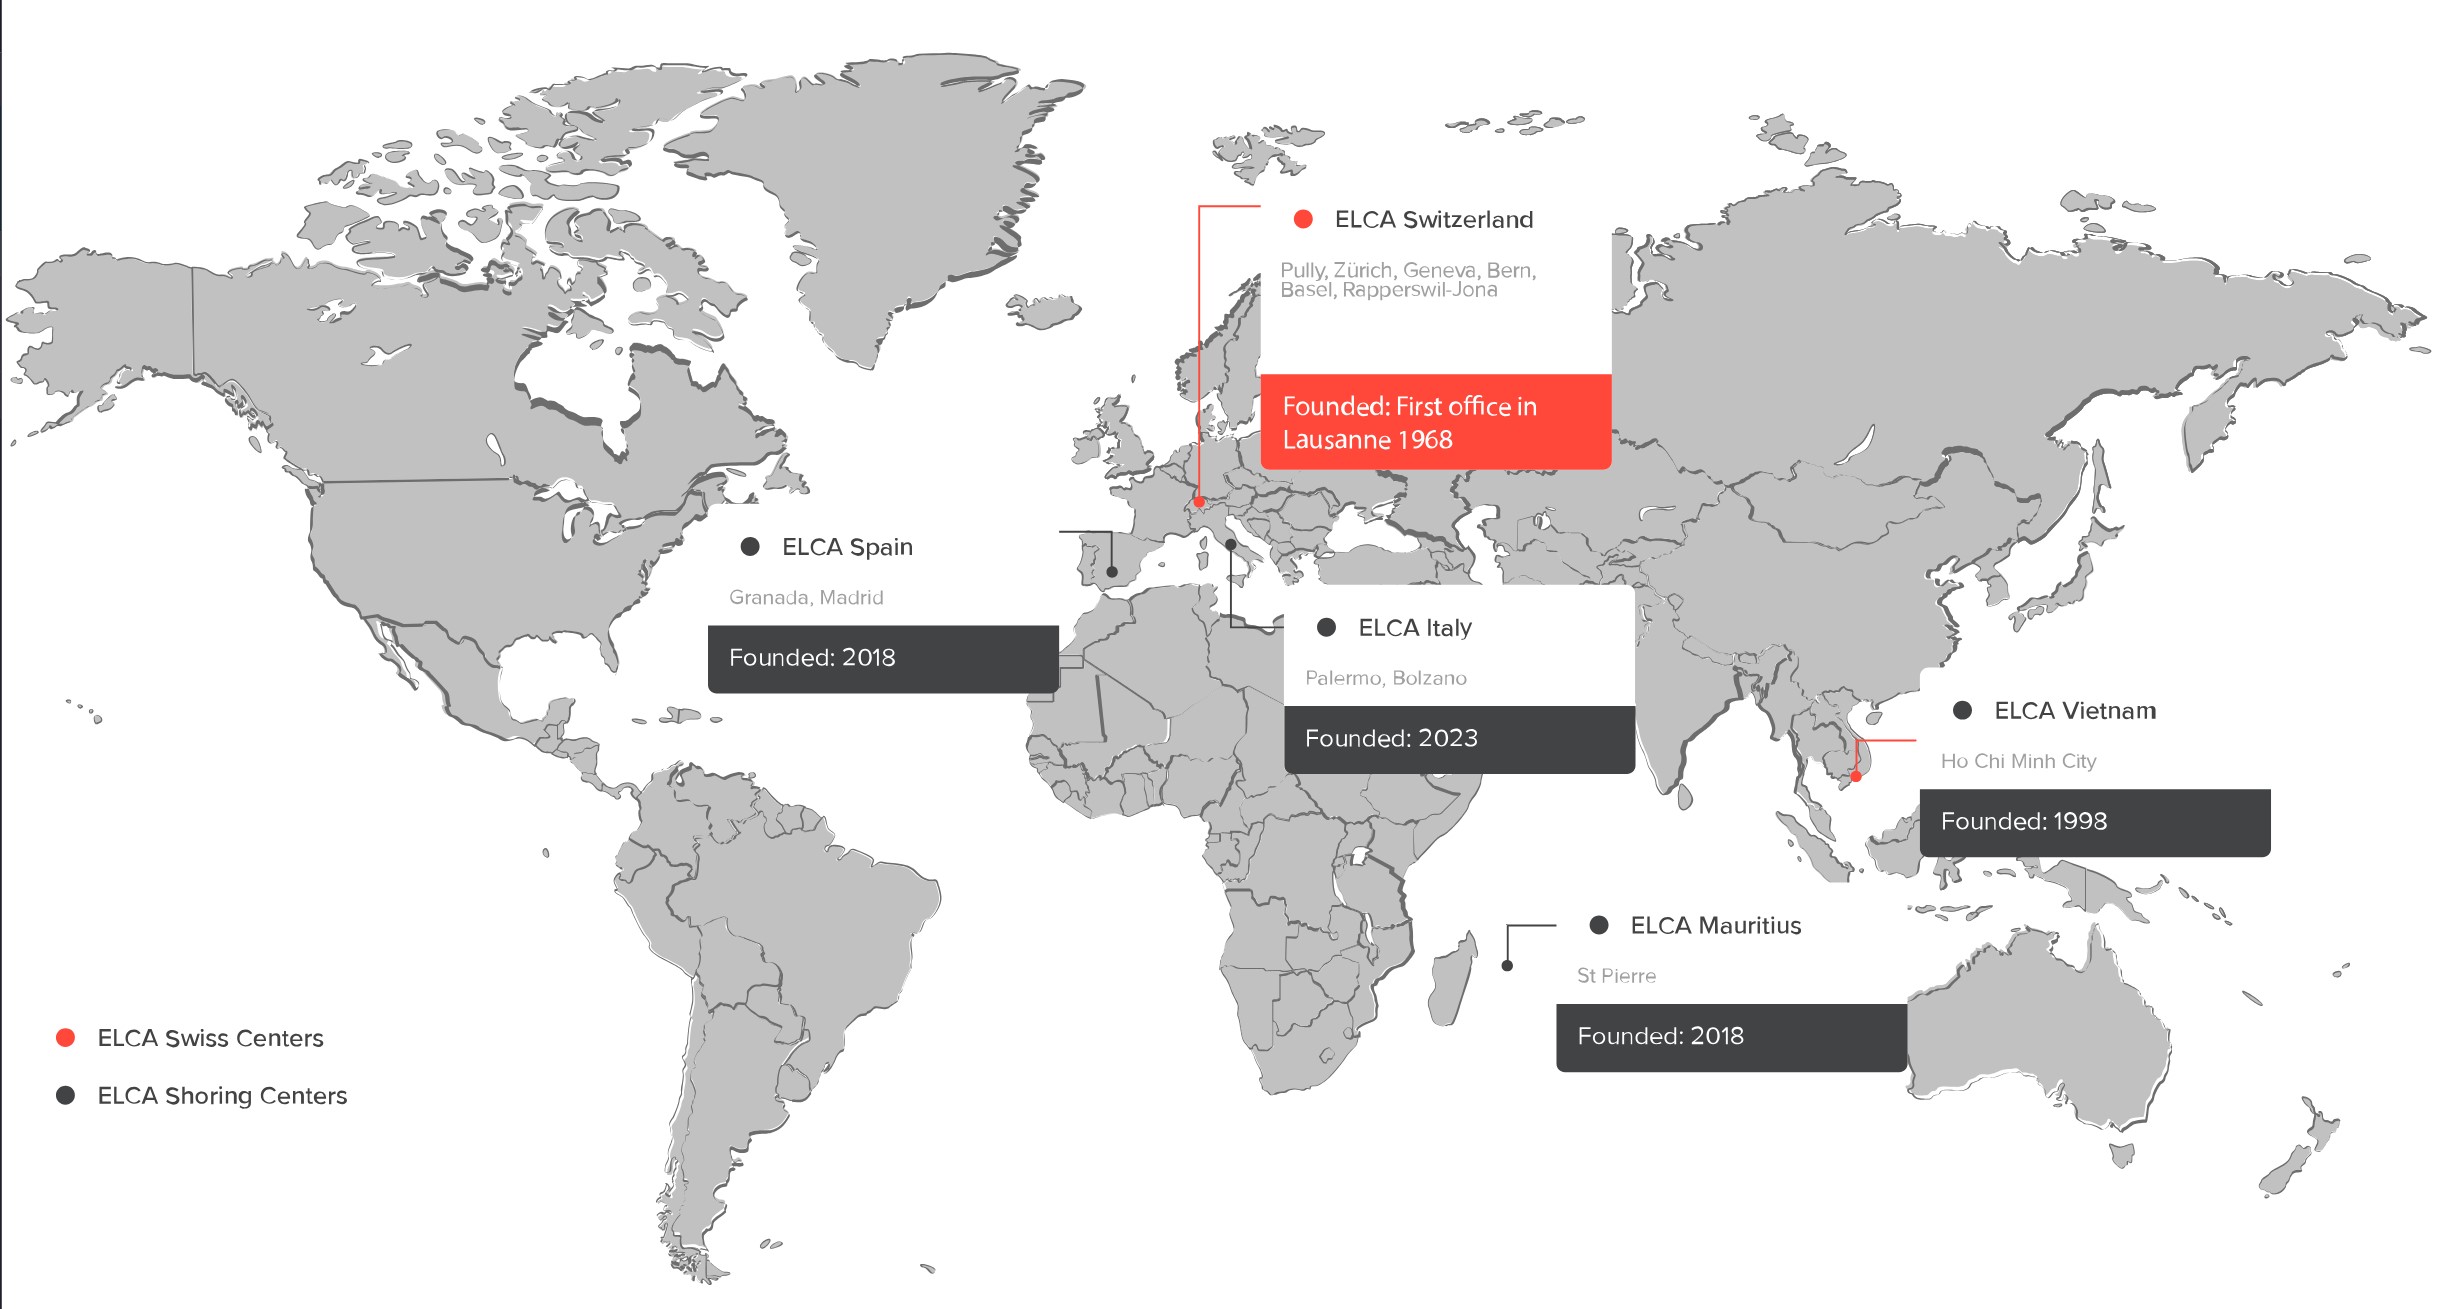 ELCA Switzerland
Pully, Zürich, Geneva, Bern,
Basel, Rapperswil-Jona
Founded: First office in
Lausanne 1968
ELCA Spain
Granada, Madrid
Founded: 2018
ELCA Italy
Palermo, Bolzano
Founded: 2023
ELCA Vietnam
Ho Chi Minh City
Founded: 1998
ELCA Mauritius
St Pierre
Founded: 2018
ELCA Swiss Centers
ELCA Shoring Centers